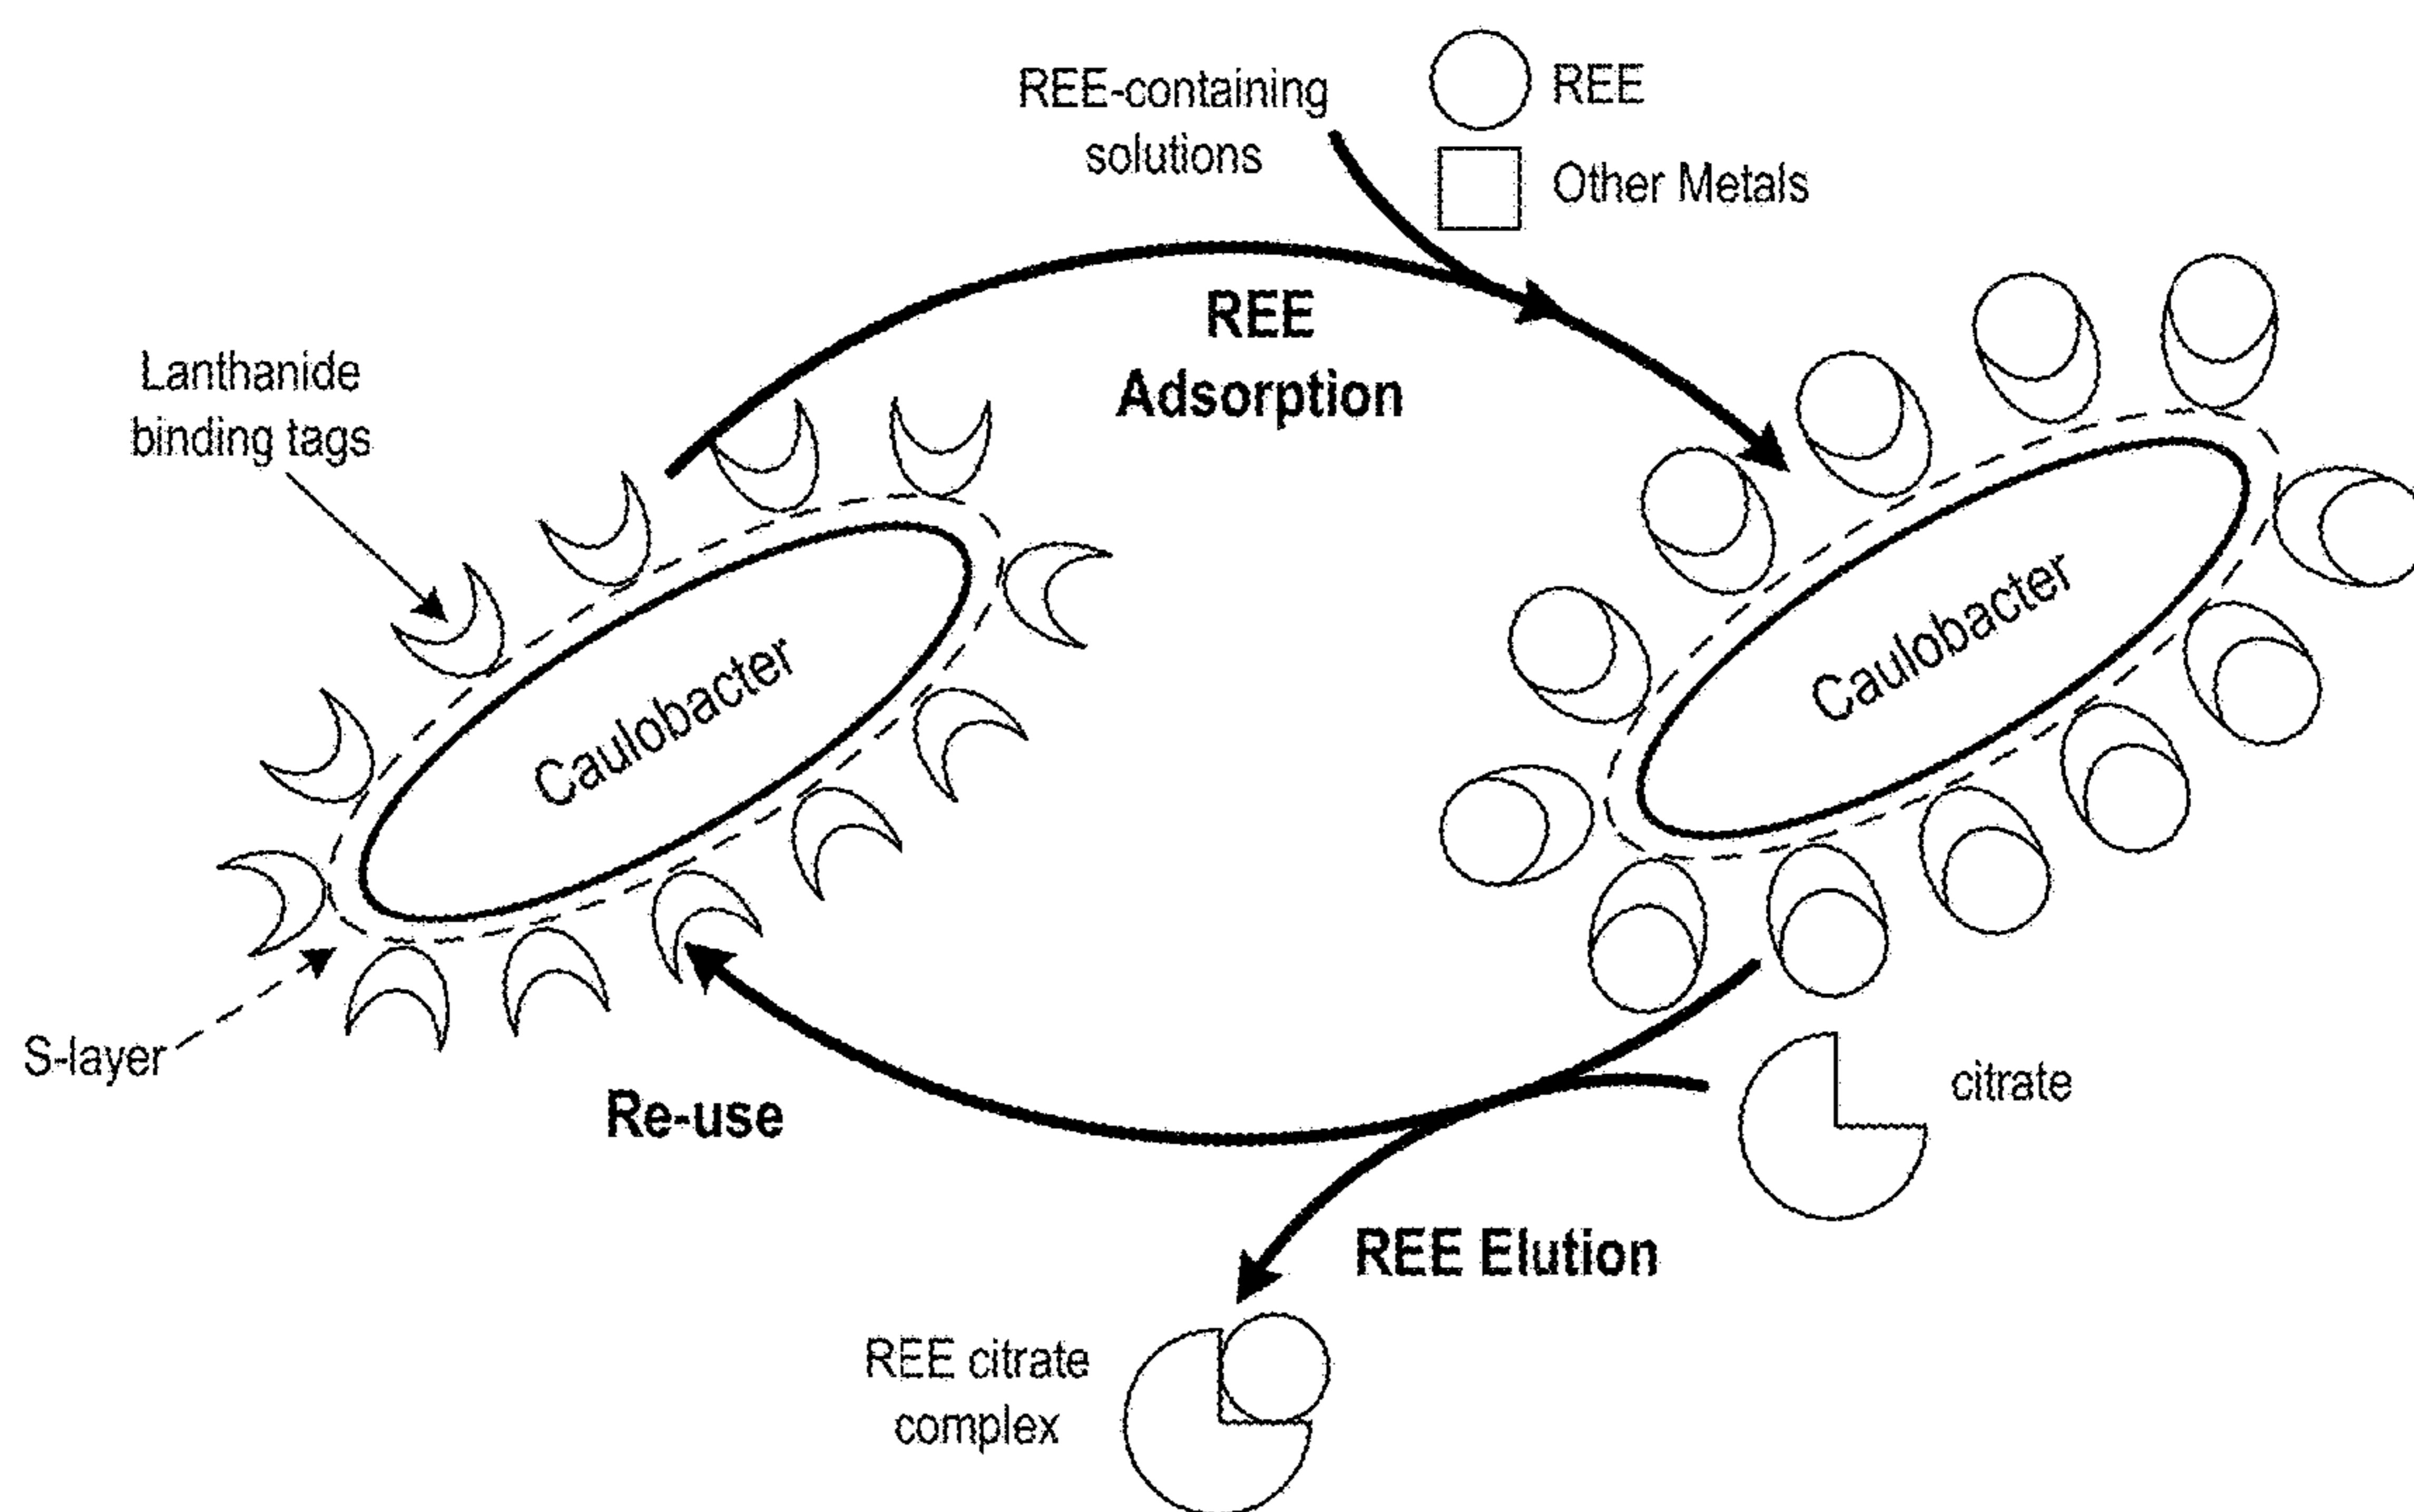 REE-containing
solutions
REE
Other Metals
REE
Adsorption
Lanthanide
binding tags
Caulobacter
Caulobacter
S-layer
Re-use
citrate
REE Elution
REE citrate
complex